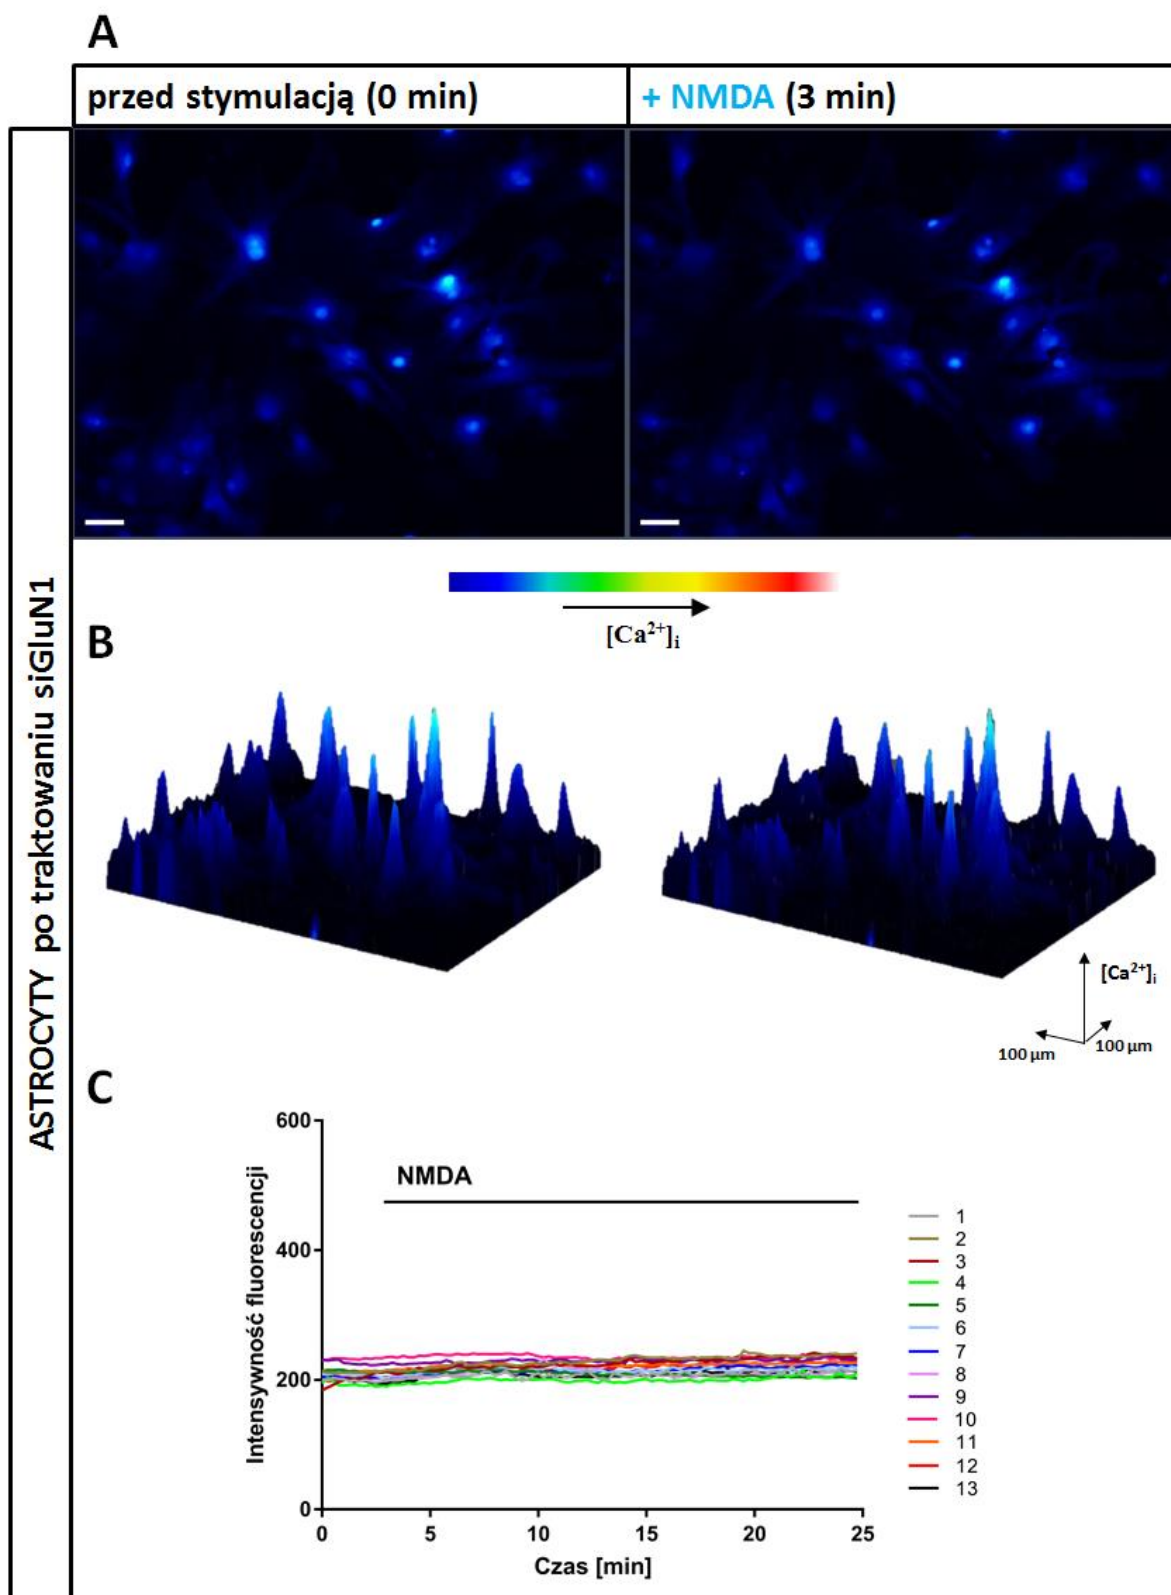 A
przed stymulacją (0 min)
+ NMDA (3 min)
ASTROCYTY po traktowaniu siGluN1
[Ca²⁺]ᵢ
B
[Ca²⁺]ᵢ
100 µm
100 µm
C
Intensywność fluorescencji
600
400
200
0
NMDA
0
5
10
15
20
25
Czas [min]
1
2
3
4
5
6
7
8
9
10
11
12
13